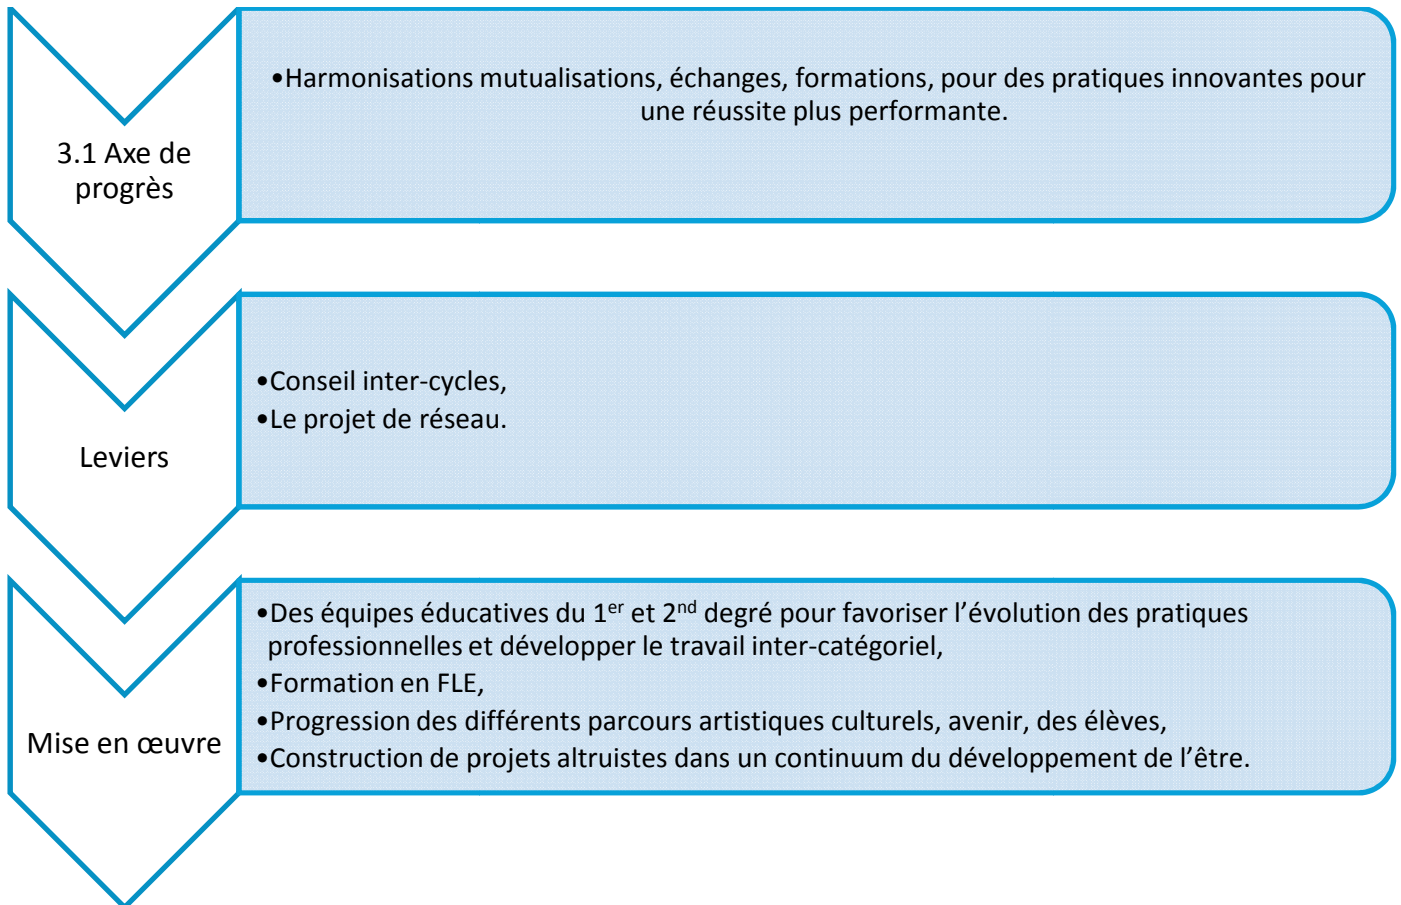 3.1 Axe de
progrès
•Harmonisations mutualisations, échanges, formations, pour des pratiques innovantes pour
une réussite plus performante.
Leviers
•Conseil inter-cycles,
•Le projet de réseau.
Mise en œuvre
•Des équipes éducatives du 1er et 2nd degré pour favoriser l’évolution des pratiques
professionnelles et développer le travail inter-catégoriel,
•Formation en FLE,
•Progression des différents parcours artistiques culturels, avenir, des élèves,
•Construction de projets altruistes dans un continuum du développement de l’être.